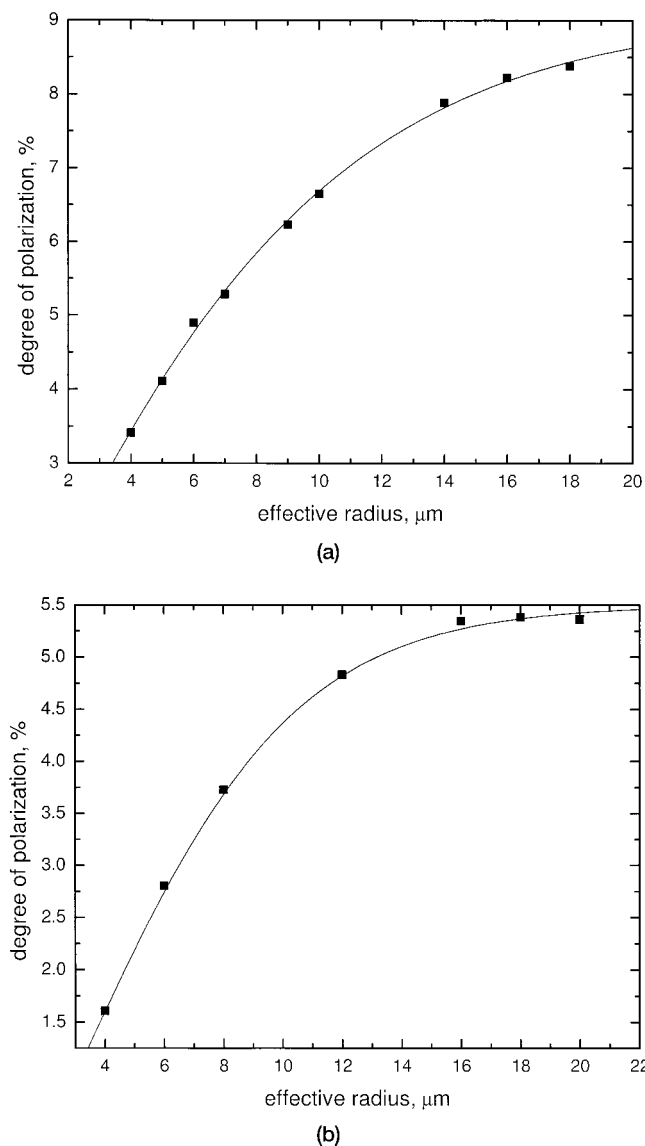 9
8
7
6
5
4
3
degree of polarization, %
2 4 6 8 10 12 14 16 18 20
effective radius, μm
(a)
5.5
5.0
4.5
4.0
3.5
3.0
2.5
2.0
1.5
degree of polarization, %
4 6 8 10 12 14 16 18 20 22
effective radius, μm
(b)